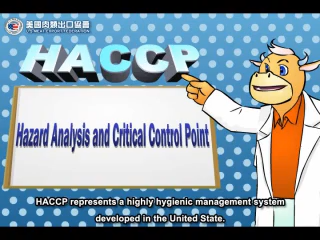 美國肉類出口協會
U.S. MEAT EXPORT FEDERATION
HACCP
Hazard Analysis and Critical Control Point
HACCP represents a highly hygienic management system
developed in the United State.